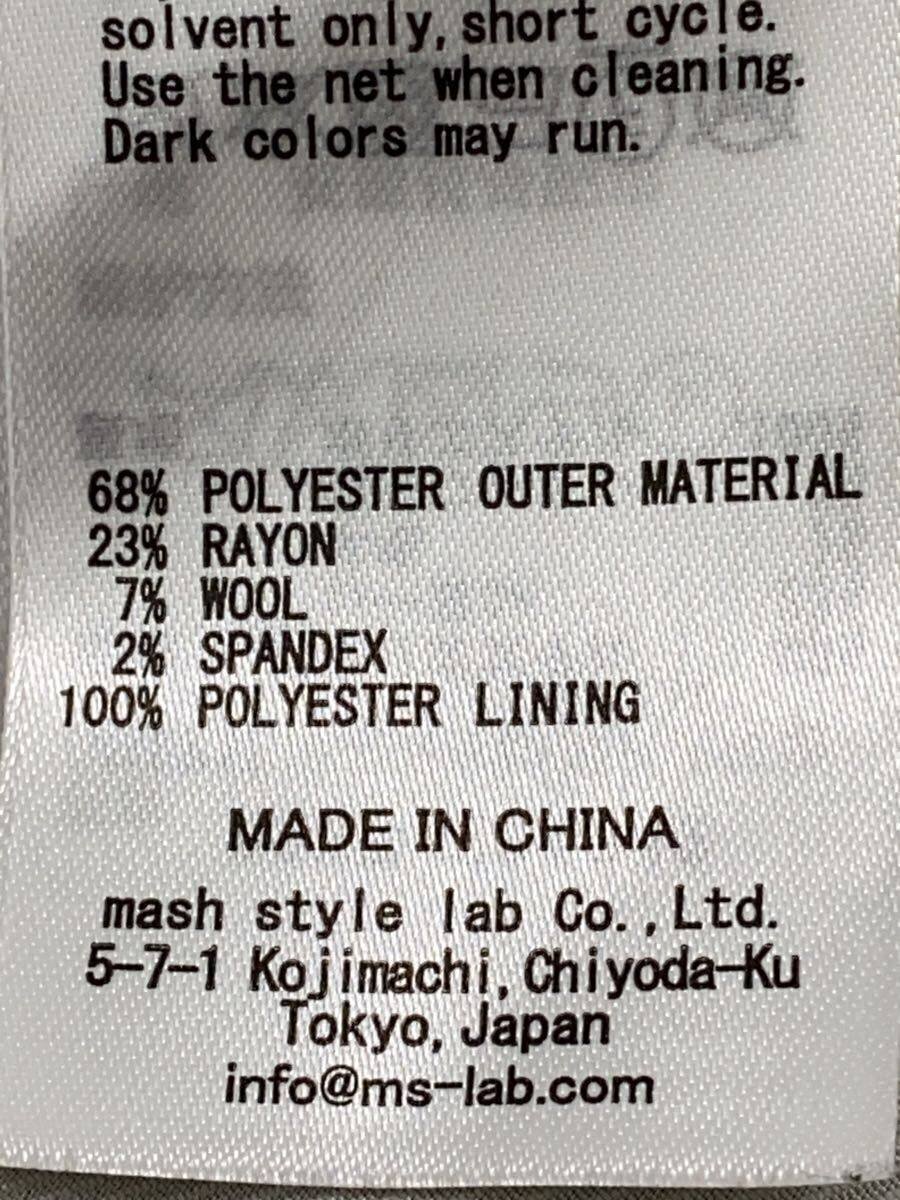 solvent only, short cycle.
Use the net when cleaning.
Dark colors may run.
68% POLYESTER OUTER MATERIAL
23% RAYON
7% WOOL
2% SPANDEX
100% POLYESTER LINING
MADE IN CHINA
mash style lab Co.,Ltd.
5-7-1 Kojimachi, Chiyoda-Ku
Tokyo, Japan
info@ms-lab.com